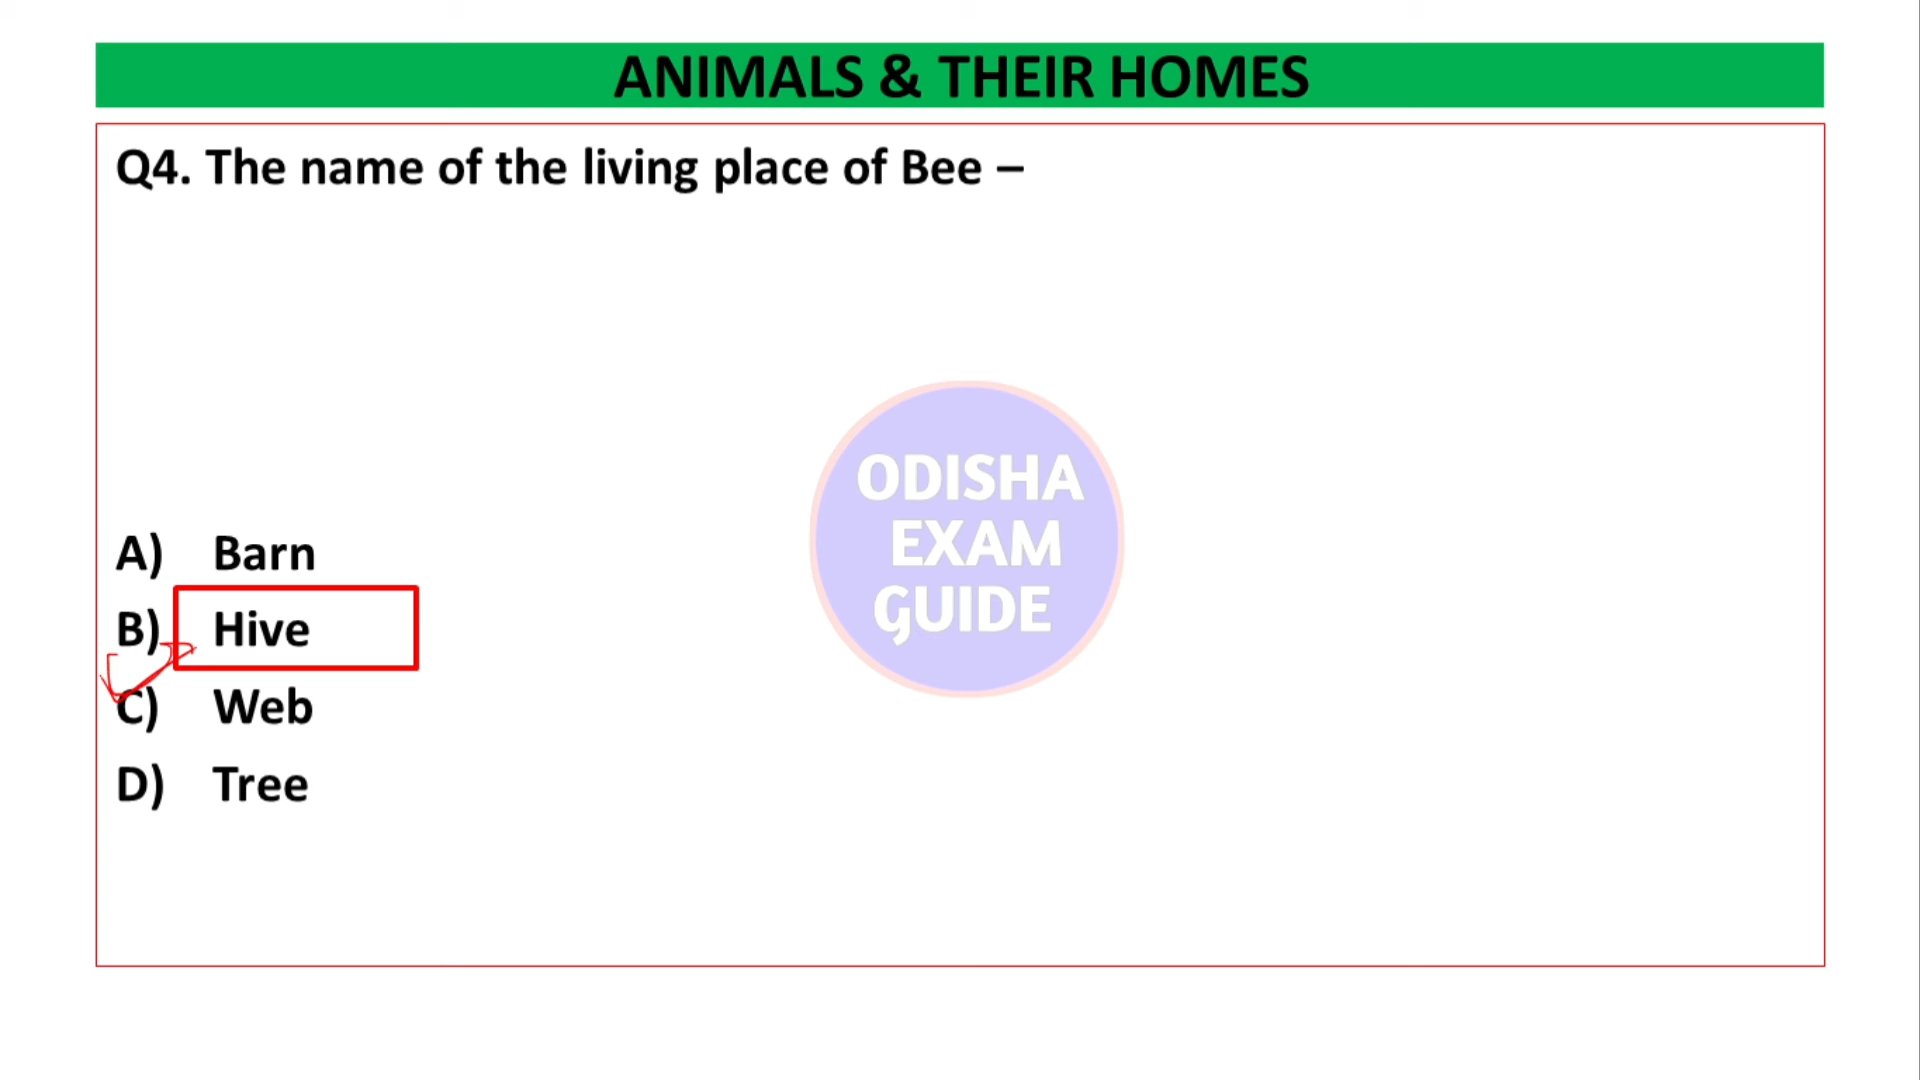 ANIMALS & THEIR HOMES
Q4. The name of the living place of Bee –
ODISHA
EXAM
GUIDE
A) Barn
B) Hive
C) Web
D) Tree